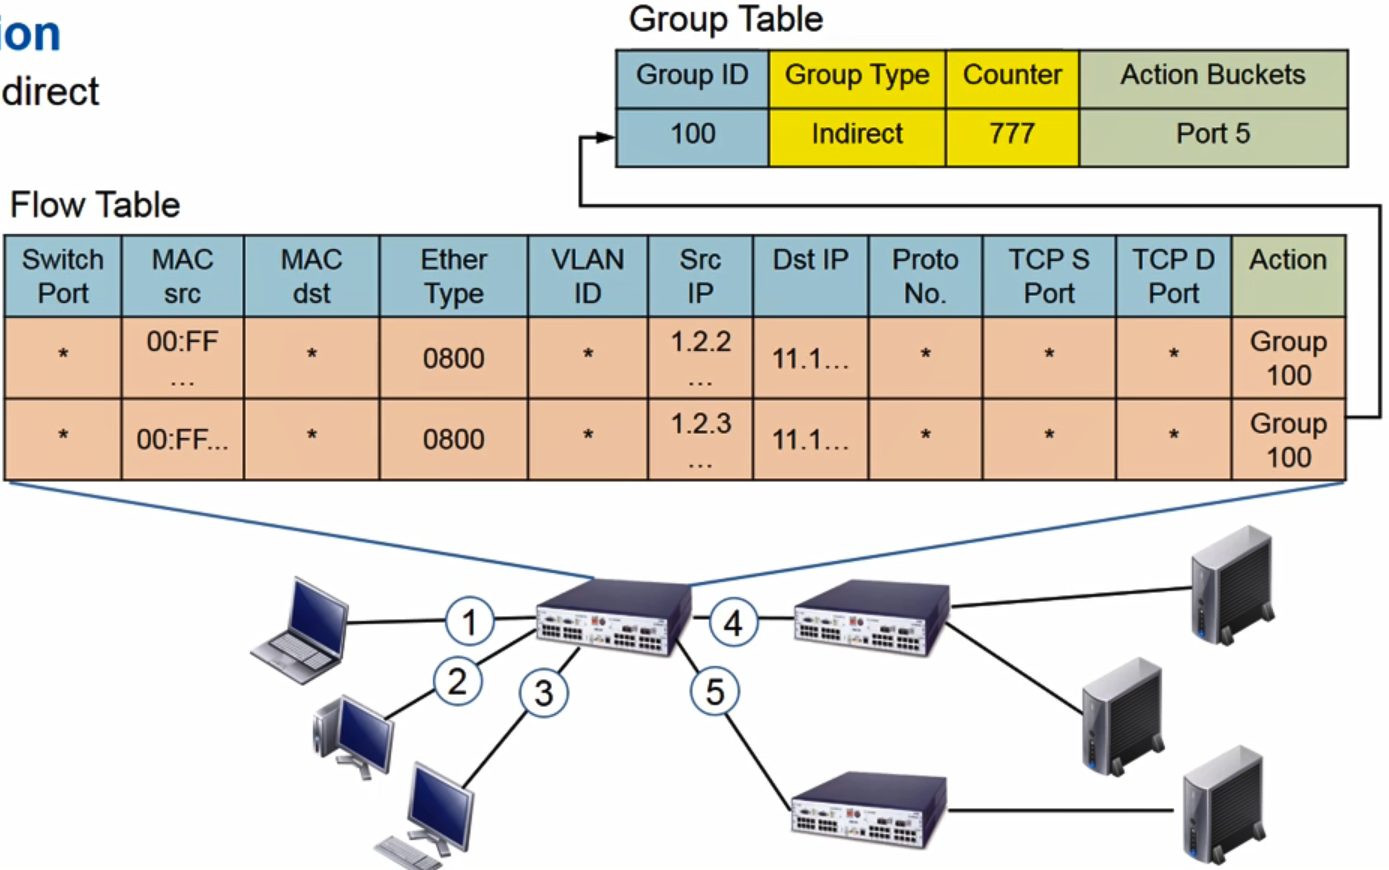 ion
direct
Group Table
Group ID Group Type Counter Action Buckets
100 Indirect 777 Port 5
Flow Table
Switch Port MAC src MAC dst Ether Type VLAN ID Src IP Dst IP Proto No. TCP S Port TCP D Port Action
* 00:FF ... * 0800 * 1.2.2 ... 11.1... * * * Group 100
* 00:FF... * 0800 * 1.2.3 ... 11.1... * * * Group 100
1
2
3
4
5